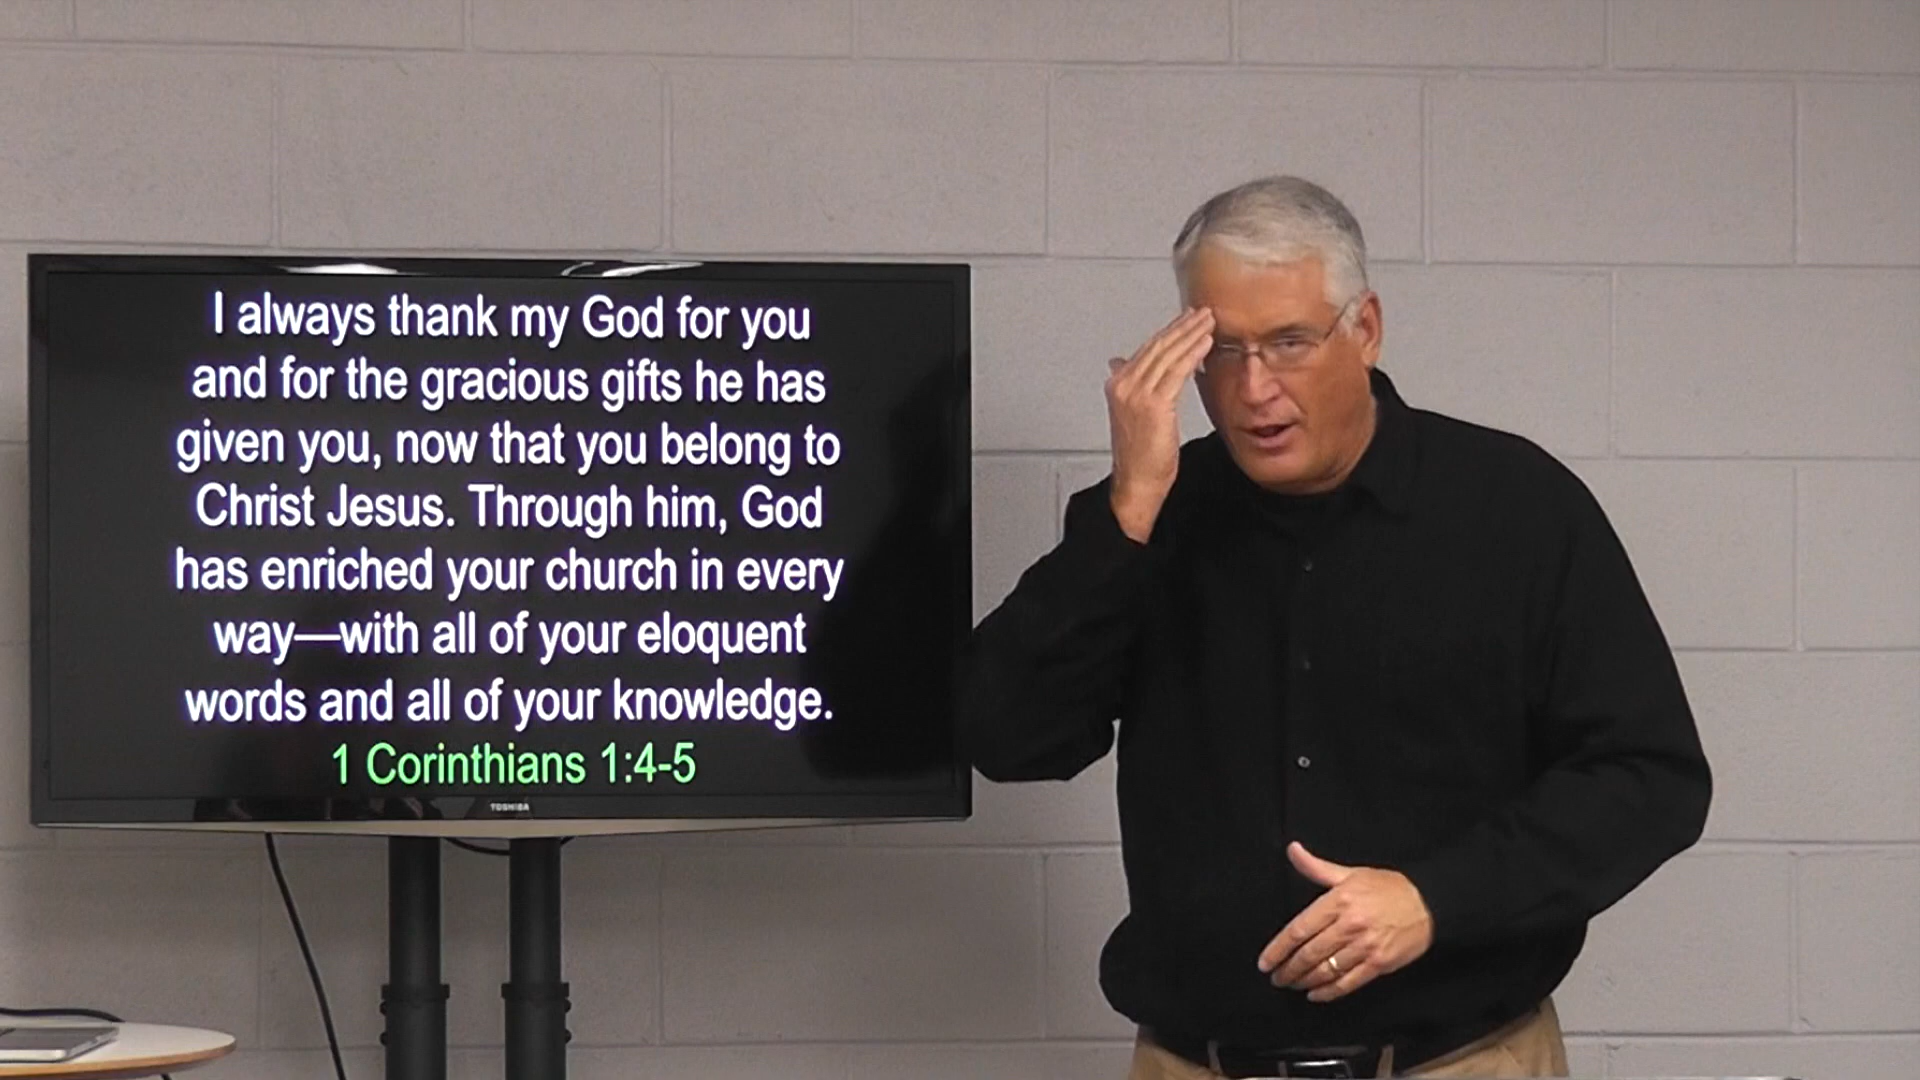 I always thank my God for you
and for the gracious gifts he has
given you, now that you belong to
Christ Jesus. Through him, God
has enriched your church in every
way—with all of your eloquent
words and all of your knowledge.
1 Corinthians 1:4-5
TOSHIBA